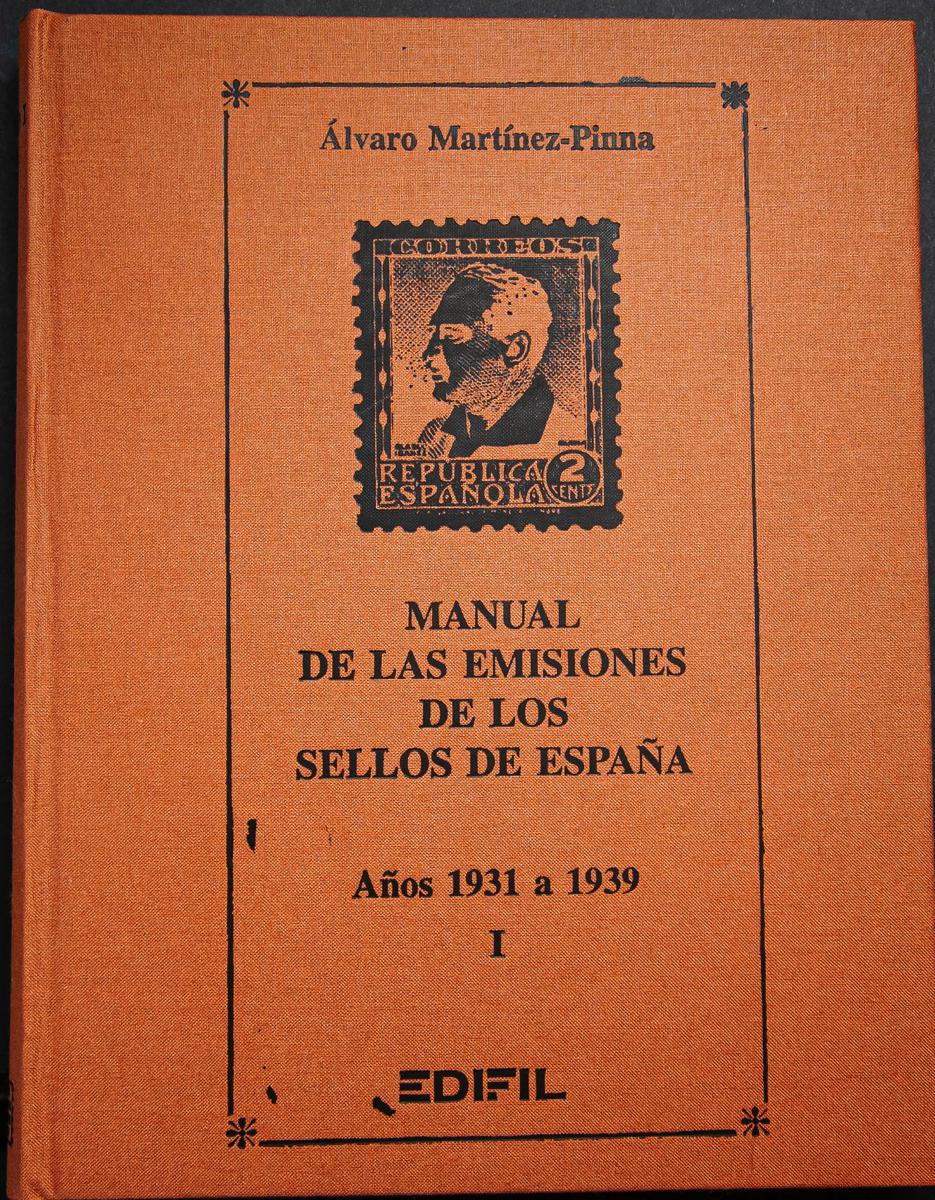 Álvaro Martínez-Pinna
CORREOS
REPÚBLICA
ESPAÑOLA
2
CENTS
MANUAL
DE LAS EMISIONES
DE LOS
SELLOS DE ESPAÑA
Años 1931 a 1939
I
EDIFIL